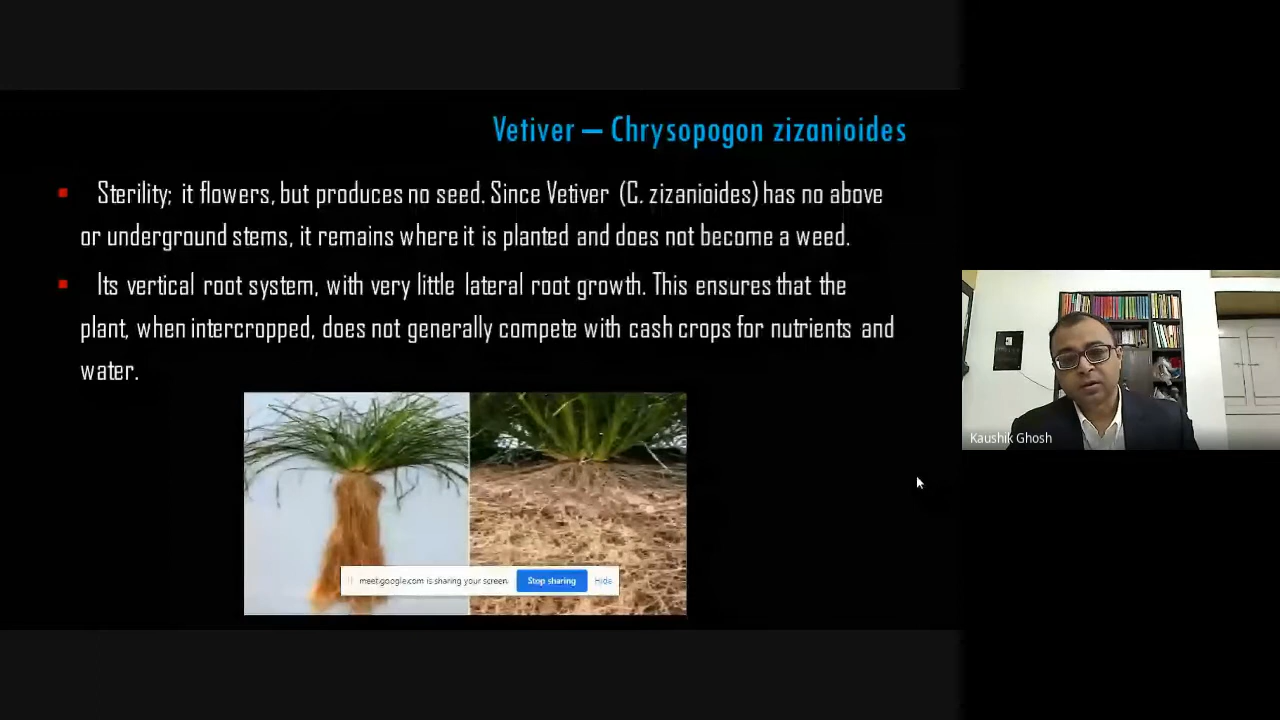 Vetiver – Chrysopogon zizanioides
Sterility; it flowers, but produces no seed. Since Vetiver (C. zizanioides) has no above
or underground stems, it remains where it is planted and does not become a weed.
Its vertical root system, with very little lateral root growth. This ensures that the
plant, when intercropped, does not generally compete with cash crops for nutrients and
water.
Kaushik Ghosh
meet.google.com is sharing your screen. Stop sharing Hide